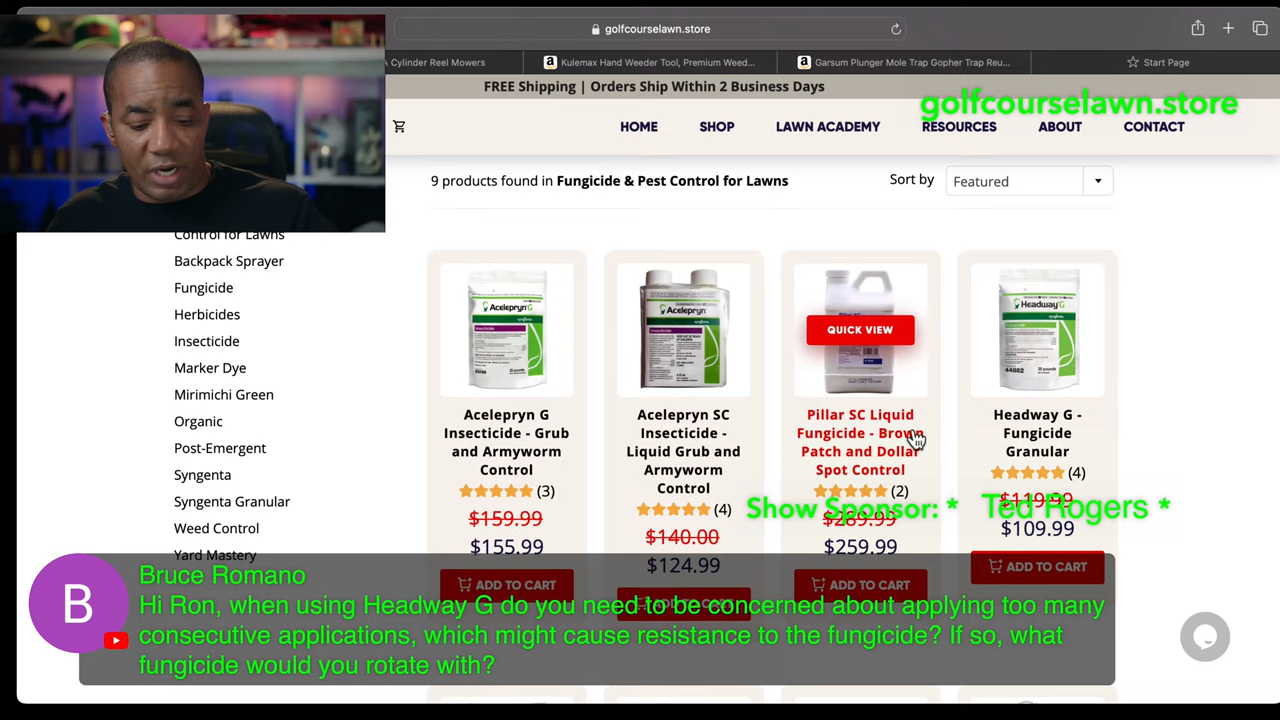 golfcourselawn.store
A Cylinder Reel Mowers
Kulemax Hand Weeder Tool, Premium Weed...
Garsum Plunger Mole Trap Gopher Trap Reu...
Start Page
FREE Shipping | Orders Ship Within 2 Business Days
golfcourselawn.store
HOME
SHOP
LAWN ACADEMY
RESOURCES
ABOUT
CONTACT
9 products found in Fungicide & Pest Control for Lawns
Sort by
Featured
Control for Lawns
Backpack Sprayer
Fungicide
Herbicides
Insecticide
Marker Dye
Mirimichi Green
Organic
Post-Emergent
Syngenta
Syngenta Granular
Weed Control
Yard Mastery
Acelepryn G
Acelepryn
QUICK VIEW
Headway G
Acelepryn G
Insecticide - Grub
and Armyworm
Control
(3)
$159.99
$155.99
ADD TO CART
Acelepryn SC
Insecticide -
Liquid Grub and
Armyworm
Control
(4)
$140.00
$124.99
Pillar SC Liquid
Fungicide - Brown
Patch and Dollar
Spot Control
(2)
$289.99
$259.99
ADD TO CART
Headway G -
Fungicide
Granular
(4)
$119.99
$109.99
ADD TO CART
Show Sponsor: * Ted Rogers *
B
Bruce Romano
Hi Ron, when using Headway G do you need to be concerned about applying too many
consecutive applications, which might cause resistance to the fungicide? If so, what
fungicide would you rotate with?